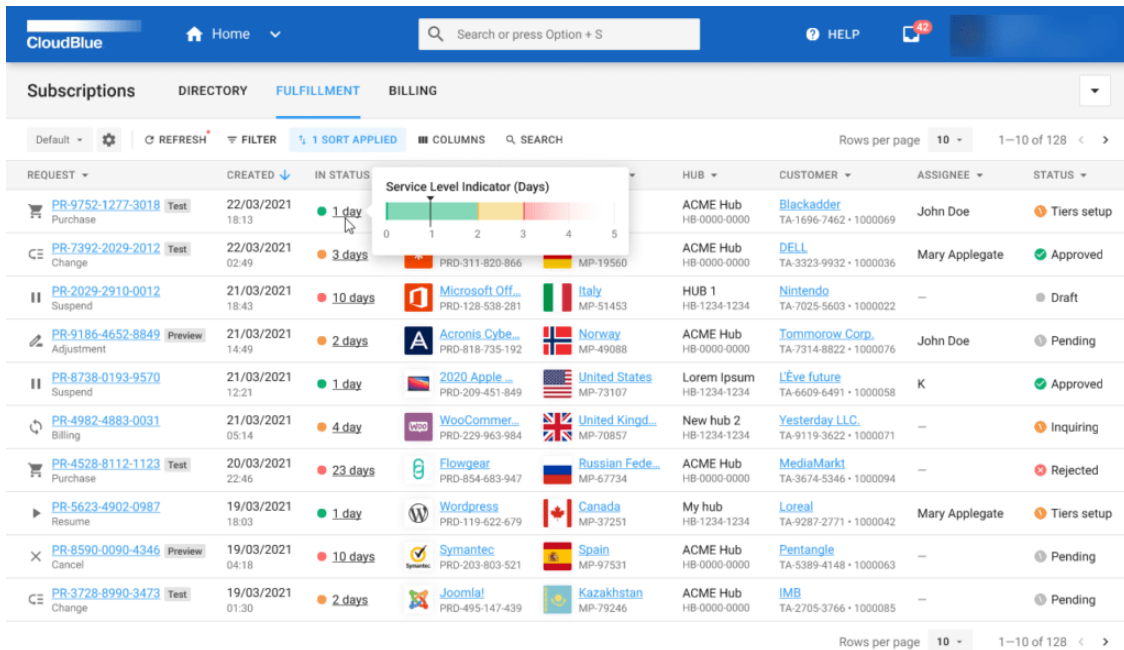 CloudBlue
Home
Search or press Option + S
HELP
42
Subscriptions
DIRECTORY
FULFILLMENT
BILLING
Default
REFRESH
FILTER
1 SORT APPLIED
COLUMNS
SEARCH
Rows per page 10
1—10 of 128
REQUEST CREATED IN STATUS HUB CUSTOMER ASSIGNEE STATUS
Service Level Indicator (Days)
0 1 2 3 4 5
PR-9752-1277-3018 Test 22/03/2021 1 day ACME Hub Blackadder John Doe Tiers setup
Purchase 18:13 HB-0000-0000 TA-1696-7462 • 1000069
PR-7392-2029-2012 Test 22/03/2021 3 days ACME Hub DELL Mary Applegate Approved
Change 02:49 PRD-311-820-866 MP-19560 HB-0000-0000 TA-3323-9932 • 1000036
PR-2029-2910-0012 21/03/2021 10 days Microsoft Off... Italy HUB 1 Nintendo — Draft
Suspend 18:43 PRD-128-538-281 MP-51453 HB-1234-1234 TA-7025-5603 • 1000022
PR-9186-4652-8849 Preview 21/03/2021 2 days Acronis Cybe... Norway ACME Hub Tommorow Corp. John Doe Pending
Adjustment 14:49 PRD-818-735-192 MP-49088 HB-0000-0000 TA-7314-8822 • 1000076
PR-8738-0193-9570 21/03/2021 1 day 2020 Apple ... United States Lorem Ipsum L'Ève future K Approved
Suspend 12:21 PRD-209-451-849 MP-73107 HB-1234-1234 TA-6609-6491 • 1000058
PR-4982-4883-0031 21/03/2021 4 day Woo WooCommer... United Kingd... New hub 2 Yesterday LLC. — Inquiring
Billing 05:14 PRD-229-963-984 MP-70857 HB-1234-1234 TA-9119-3622 • 1000071
PR-4528-8112-1123 Test 20/03/2021 23 days Flowgear Russian Fede... ACME Hub MediaMarkt — Rejected
Purchase 22:46 PRD-854-683-947 MP-67734 HB-0000-0000 TA-3674-5346 • 1000094
PR-5623-4902-0987 19/03/2021 1 day Wordpress Canada My hub Loreal Mary Applegate Tiers setup
Resume 18:03 PRD-119-622-679 MP-37251 HB-1234-1234 TA-9287-2771 • 1000042
PR-8590-0090-4346 Preview 19/03/2021 10 days Symantec Spain ACME Hub Pentangle — Pending
Cancel 04:18 Symantec PRD-203-803-521 MP-97531 HB-0000-0000 TA-5389-4148 • 1000063
PR-3728-8990-3473 Test 19/03/2021 2 days Joomla! Kazakhstan ACME Hub IMB — Pending
Change 01:30 PRD-495-147-439 MP-79246 HB-0000-0000 TA-2705-3766 • 1000085
Rows per page 10
1—10 of 128